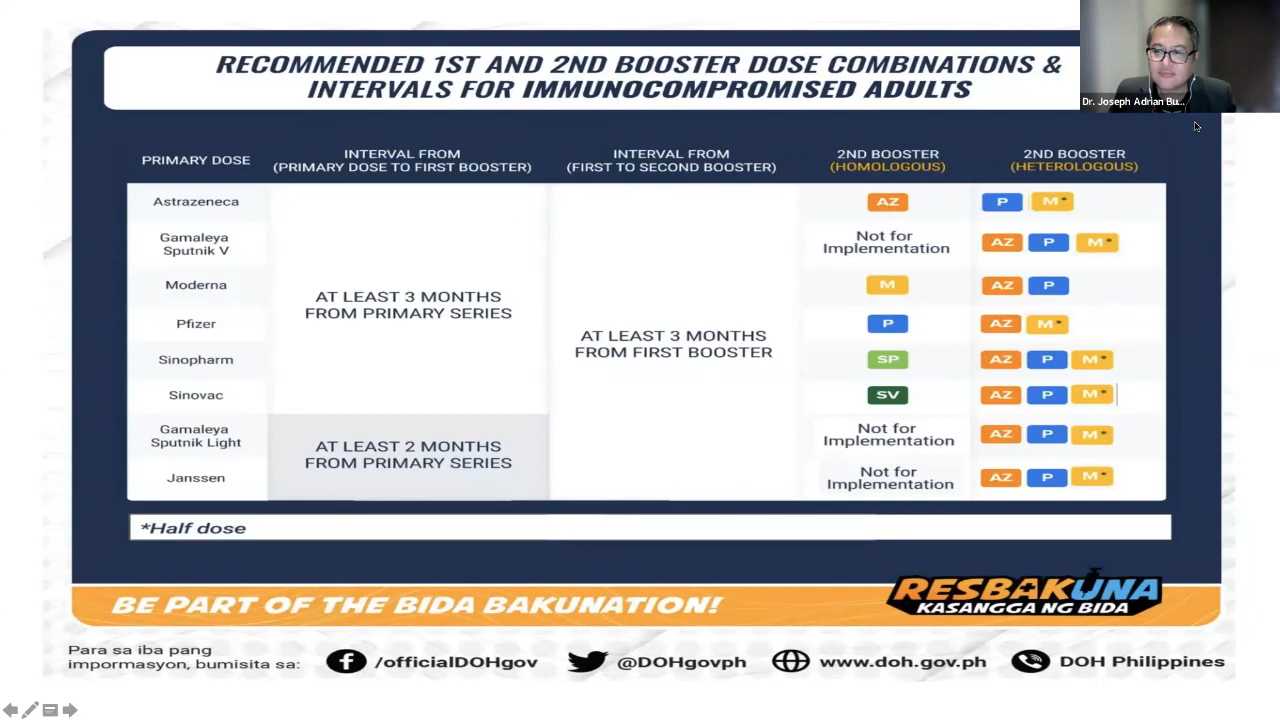 RECOMMENDED 1ST AND 2ND BOOSTER DOSE COMBINATIONS &
INTERVALS FOR IMMUNOCOMPROMISED ADULTS
Dr. Joseph Adrian Bu...
PRIMARY DOSE
INTERVAL FROM
(PRIMARY DOSE TO FIRST BOOSTER)
INTERVAL FROM
(FIRST TO SECOND BOOSTER)
2ND BOOSTER
(HOMOLOGOUS)
2ND BOOSTER
(HETEROLOGOUS)
Astrazeneca
AZ
P M*
Gamaleya
Sputnik V
Not for
Implementation
AZ P M*
Moderna
M
AZ P
AT LEAST 3 MONTHS
FROM PRIMARY SERIES
Pfizer
P
AZ M*
AT LEAST 3 MONTHS
FROM FIRST BOOSTER
Sinopharm
SP
AZ P M*
Sinovac
SV
AZ P M*
Gamaleya
Sputnik Light
AT LEAST 2 MONTHS
FROM PRIMARY SERIES
Not for
Implementation
AZ P M*
Janssen
Not for
Implementation
AZ P M*
*Half dose
BE PART OF THE BIDA BAKUNATION!
RESBAKUNA
KASANGGA NG BIDA
Para sa iba pang
impormasyon, bumisita sa:
/officialDOHgov
@DOHgovph
www.doh.gov.ph
DOH Philippines